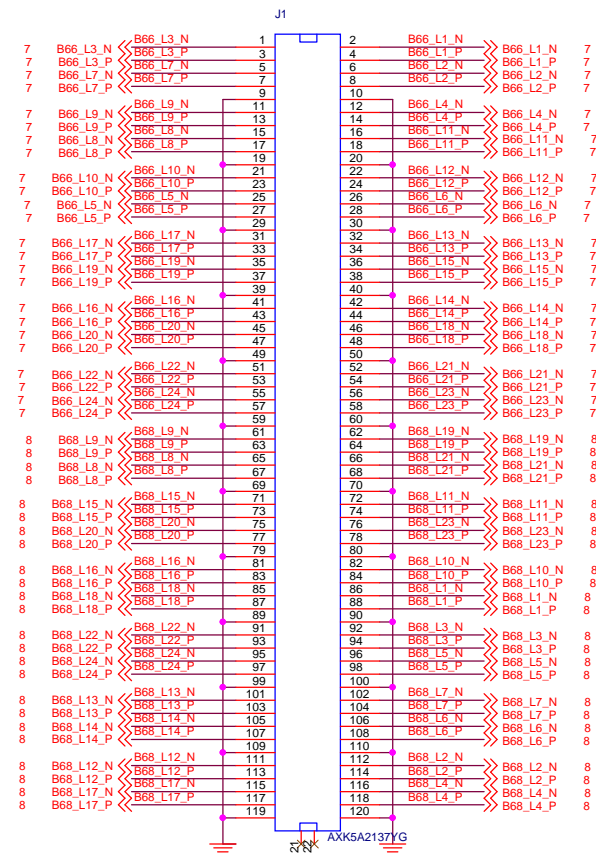 J1
7 B66_L3_N B66_L3_N 1 2 B66_L1_N B66_L1_N 7
7 B66_L3_P B66_L3_P 3 4 B66_L1_P B66_L1_P 7
7 B66_L7_N B66_L7_N 5 6 B66_L2_N B66_L2_N 7
7 B66_L7_P B66_L7_P 7 8 B66_L2_P B66_L2_P 7
9 10
7 B66_L9_N B66_L9_N 11 12 B66_L4_N B66_L4_N 7
7 B66_L9_P B66_L9_P 13 14 B66_L4_P B66_L4_P 7
7 B66_L8_N B66_L8_N 15 16 B66_L11_N B66_L11_N 7
7 B66_L8_P B66_L8_P 17 18 B66_L11_P B66_L11_P 7
19 20
7 B66_L10_N B66_L10_N 21 22 B66_L12_N B66_L12_N 7
7 B66_L10_P B66_L10_P 23 24 B66_L12_P B66_L12_P 7
7 B66_L5_N B66_L5_N 25 26 B66_L6_N B66_L6_N 7
7 B66_L5_P B66_L5_P 27 28 B66_L6_P B66_L6_P 7
29 30
7 B66_L17_N B66_L17_N 31 32 B66_L13_N B66_L13_N 7
7 B66_L17_P B66_L17_P 33 34 B66_L13_P B66_L13_P 7
7 B66_L19_N B66_L19_N 35 36 B66_L15_N B66_L15_N 7
7 B66_L19_P B66_L19_P 37 38 B66_L15_P B66_L15_P 7
39 40
7 B66_L16_N B66_L16_N 41 42 B66_L14_N B66_L14_N 7
7 B66_L16_P B66_L16_P 43 44 B66_L14_P B66_L14_P 7
7 B66_L20_N B66_L20_N 45 46 B66_L18_N B66_L18_N 7
7 B66_L20_P B66_L20_P 47 48 B66_L18_P B66_L18_P 7
49 50
7 B66_L22_N B66_L22_N 51 52 B66_L21_N B66_L21_N 7
7 B66_L22_P B66_L22_P 53 54 B66_L21_P B66_L21_P 7
7 B66_L24_N B66_L24_N 55 56 B66_L23_N B66_L23_N 7
7 B66_L24_P B66_L24_P 57 58 B66_L23_P B66_L23_P 7
59 60
8 B68_L9_N B68_L9_N 61 62 B68_L19_N B68_L19_N 8
8 B68_L9_P B68_L9_P 63 64 B68_L19_P B68_L19_P 8
8 B68_L8_N B68_L8_N 65 66 B68_L21_N B68_L21_N 8
8 B68_L8_P B68_L8_P 67 68 B68_L21_P B68_L21_P 8
69 70
8 B68_L15_N B68_L15_N 71 72 B68_L11_N B68_L11_N 8
8 B68_L15_P B68_L15_P 73 74 B68_L11_P B68_L11_P 8
8 B68_L20_N B68_L20_N 75 76 B68_L23_N B68_L23_N 8
8 B68_L20_P B68_L20_P 77 78 B68_L23_P B68_L23_P 8
79 80
8 B68_L16_N B68_L16_N 81 82 B68_L10_N B68_L10_N 8
8 B68_L16_P B68_L16_P 83 84 B68_L10_P B68_L10_P 8
8 B68_L18_N B68_L18_N 85 86 B68_L1_N B68_L1_N 8
8 B68_L18_P B68_L18_P 87 88 B68_L1_P B68_L1_P 8
89 90
8 B68_L22_N B68_L22_N 91 92 B68_L3_N B68_L3_N 8
8 B68_L22_P B68_L22_P 93 94 B68_L3_P B68_L3_P 8
8 B68_L24_N B68_L24_N 95 96 B68_L5_N B68_L5_N 8
8 B68_L24_P B68_L24_P 97 98 B68_L5_P B68_L5_P 8
99 100
8 B68_L13_N B68_L13_N 101 102 B68_L7_N B68_L7_N 8
8 B68_L13_P B68_L13_P 103 104 B68_L7_P B68_L7_P 8
8 B68_L14_N B68_L14_N 105 106 B68_L6_N B68_L6_N 8
8 B68_L14_P B68_L14_P 107 108 B68_L6_P B68_L6_P 8
109 110
8 B68_L12_N B68_L12_N 111 112 B68_L2_N B68_L2_N 8
8 B68_L12_P B68_L12_P 113 114 B68_L2_P B68_L2_P 8
8 B68_L17_N B68_L17_N 115 116 B68_L4_N B68_L4_N 8
8 B68_L17_P B68_L17_P 117 118 B68_L4_P B68_L4_P 8
119 120
AXK5A2137YG